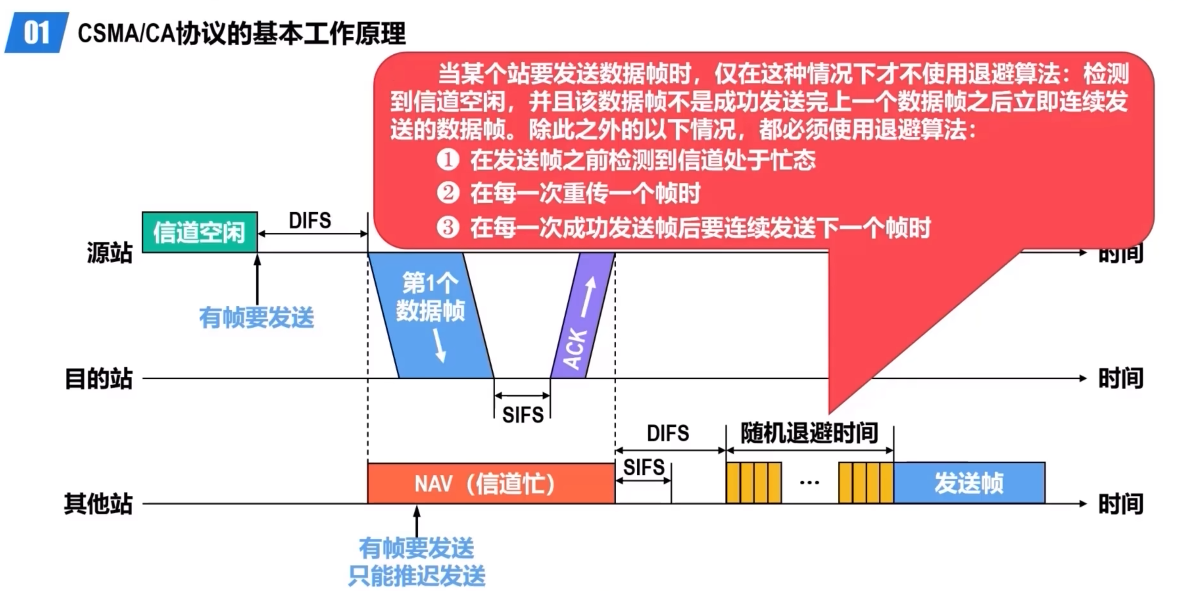 01 CSMA/CA协议的基本工作原理
当某个站要发送数据帧时，仅在这种情况下才不使用退避算法：检测
到信道空闲，并且该数据帧不是成功发送完上一个数据帧之后立即连续发
送的数据帧。除此之外的以下情况，都必须使用退避算法：
❶ 在发送帧之前检测到信道处于忙态
❷ 在每一次重传一个帧时
❸ 在每一次成功发送帧后要连续发送下一个帧时
信道空闲
DIFS
源站
时间
有帧要发送
第1个
数据帧
ACK
目的站
时间
SIFS
DIFS
随机退避时间
SIFS
NAV（信道忙）
…
发送帧
其他站
时间
有帧要发送
只能推迟发送